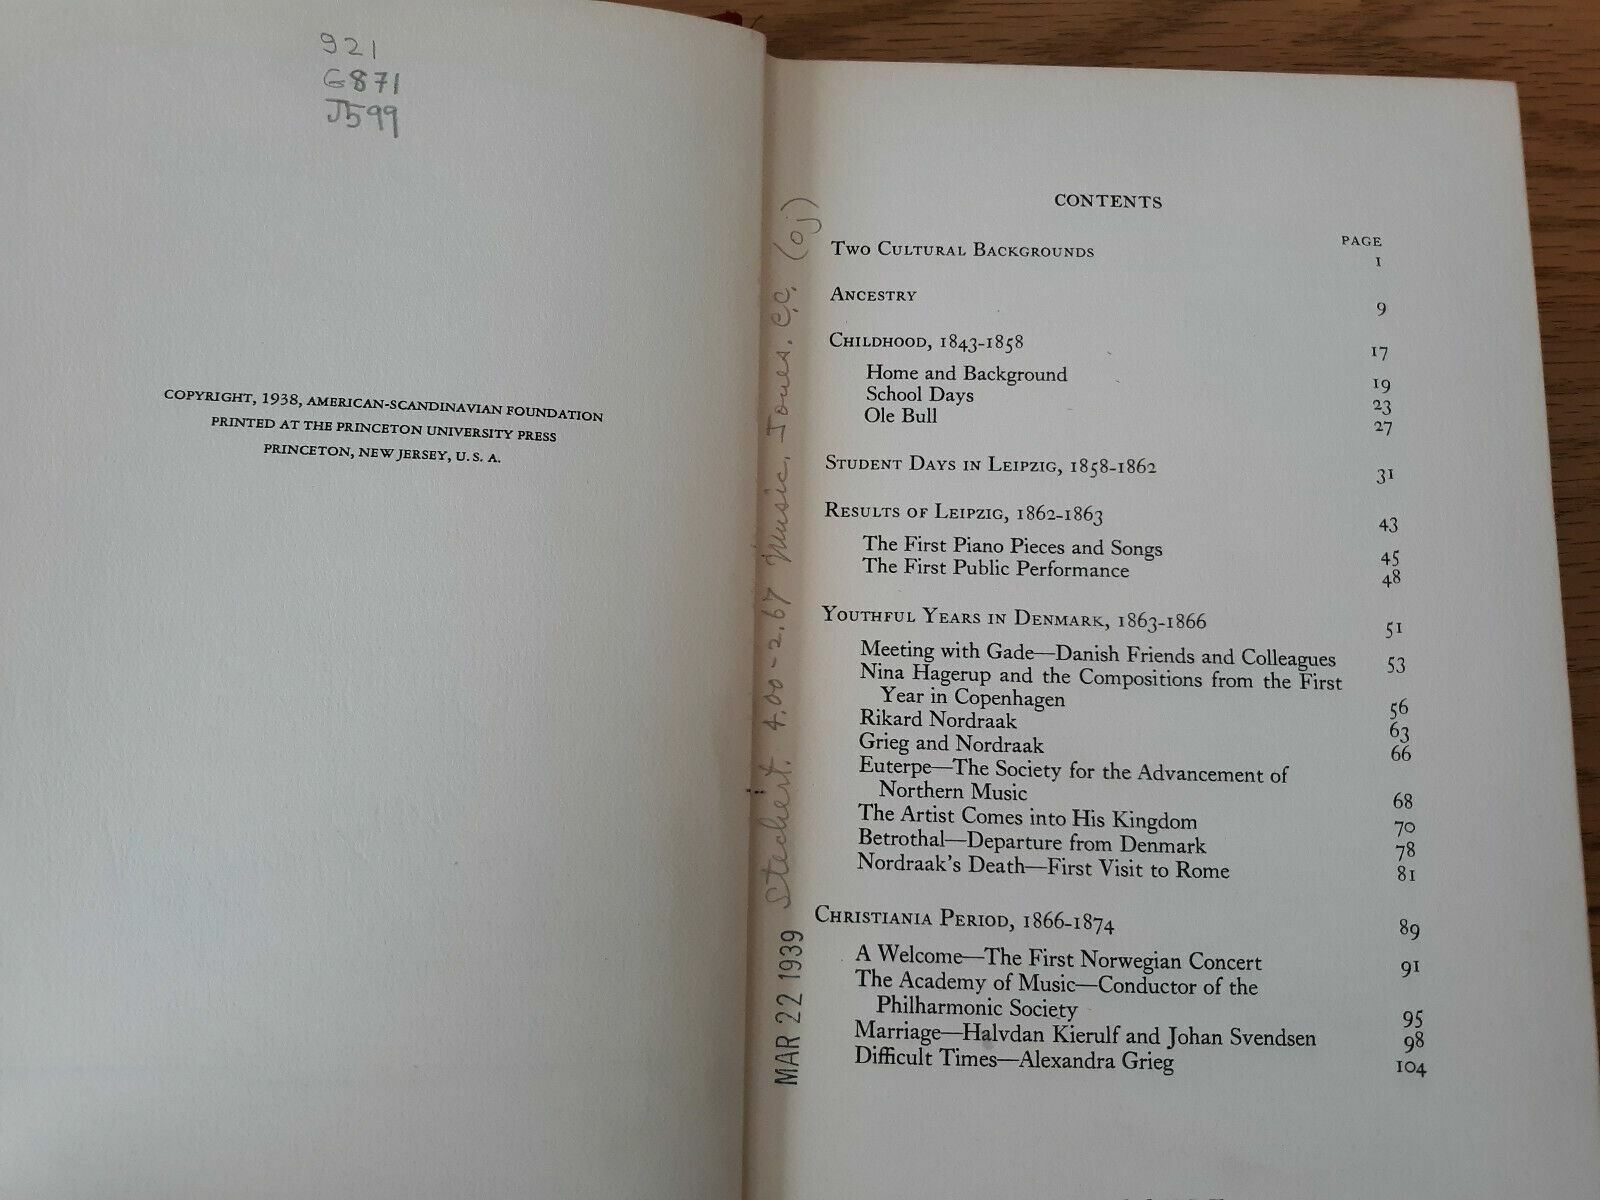 921
G871
J599
COPYRIGHT, 1938, AMERICAN-SCANDINAVIAN FOUNDATION
PRINTED AT THE PRINCETON UNIVERSITY PRESS
PRINCETON, NEW JERSEY, U. S. A.
MAR 22 1939 Stechert. 4.00-2.67 Music. Jones. C.C. (oj)
CONTENTS
PAGE
TWO CULTURAL BACKGROUNDS 1
ANCESTRY 9
CHILDHOOD, 1843-1858 17
Home and Background 19
School Days 23
Ole Bull 27
STUDENT DAYS IN LEIPZIG, 1858-1862 31
RESULTS OF LEIPZIG, 1862-1863 43
The First Piano Pieces and Songs 45
The First Public Performance 48
YOUTHFUL YEARS IN DENMARK, 1863-1866 51
Meeting with Gade—Danish Friends and Colleagues 53
Nina Hagerup and the Compositions from the First
Year in Copenhagen 56
Rikard Nordraak 63
Grieg and Nordraak 66
Euterpe—The Society for the Advancement of
Northern Music 68
The Artist Comes into His Kingdom 70
Betrothal—Departure from Denmark 78
Nordraak's Death—First Visit to Rome 81
CHRISTIANIA PERIOD, 1866-1874 89
A Welcome—The First Norwegian Concert 91
The Academy of Music—Conductor of the
Philharmonic Society 95
Marriage—Halvdan Kierulf and Johan Svendsen 98
Difficult Times—Alexandra Grieg 104